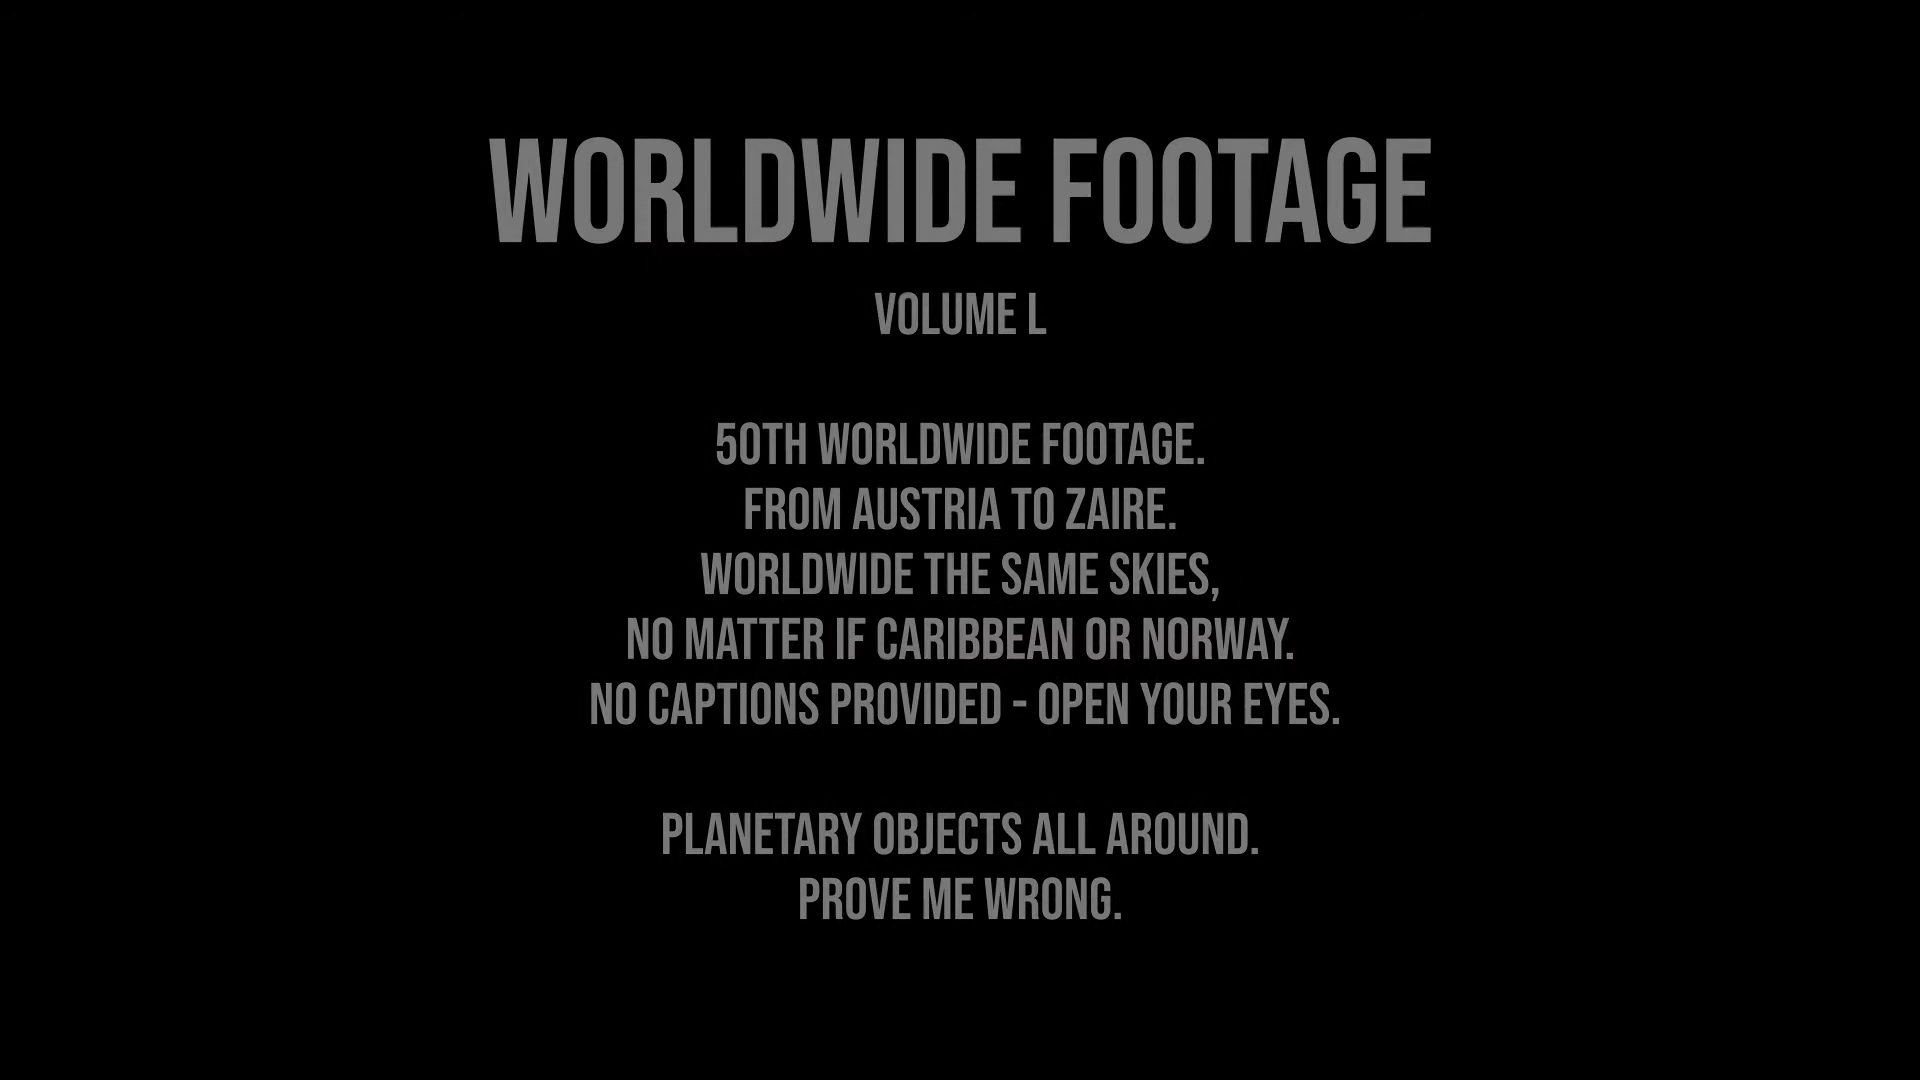 WORLDWIDE FOOTAGE
VOLUME L
50TH WORLDWIDE FOOTAGE.
FROM AUSTRIA TO ZAIRE.
WORLDWIDE THE SAME SKIES,
NO MATTER IF CARIBBEAN OR NORWAY.
NO CAPTIONS PROVIDED - OPEN YOUR EYES.
PLANETARY OBJECTS ALL AROUND.
PROVE ME WRONG.